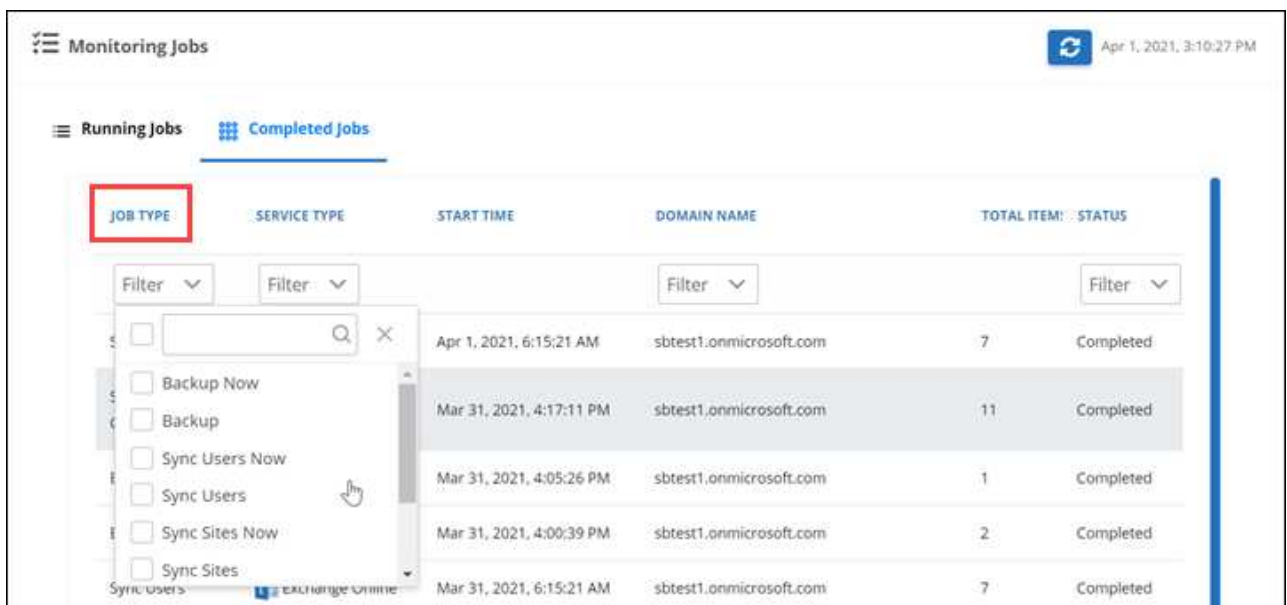 Monitoring Jobs
Apr 1, 2021, 3:10:27 PM
Running Jobs Completed Jobs
JOB TYPE SERVICE TYPE START TIME DOMAIN NAME TOTAL ITEM: STATUS
Filter Filter Filter Filter
Apr 1, 2021, 6:15:21 AM sbtest1.onmicrosoft.com 7 Completed
Backup Now
Mar 31, 2021, 4:17:11 PM sbtest1.onmicrosoft.com 11 Completed
Backup
Sync Users Now
Mar 31, 2021, 4:05:26 PM sbtest1.onmicrosoft.com 1 Completed
Sync Users
Sync Sites Now Mar 31, 2021, 4:00:39 PM sbtest1.onmicrosoft.com 2 Completed
Sync Sites
Sync Users Exchange Online Mar 31, 2021, 6:15:21 AM sbtest1.onmicrosoft.com 7 Completed